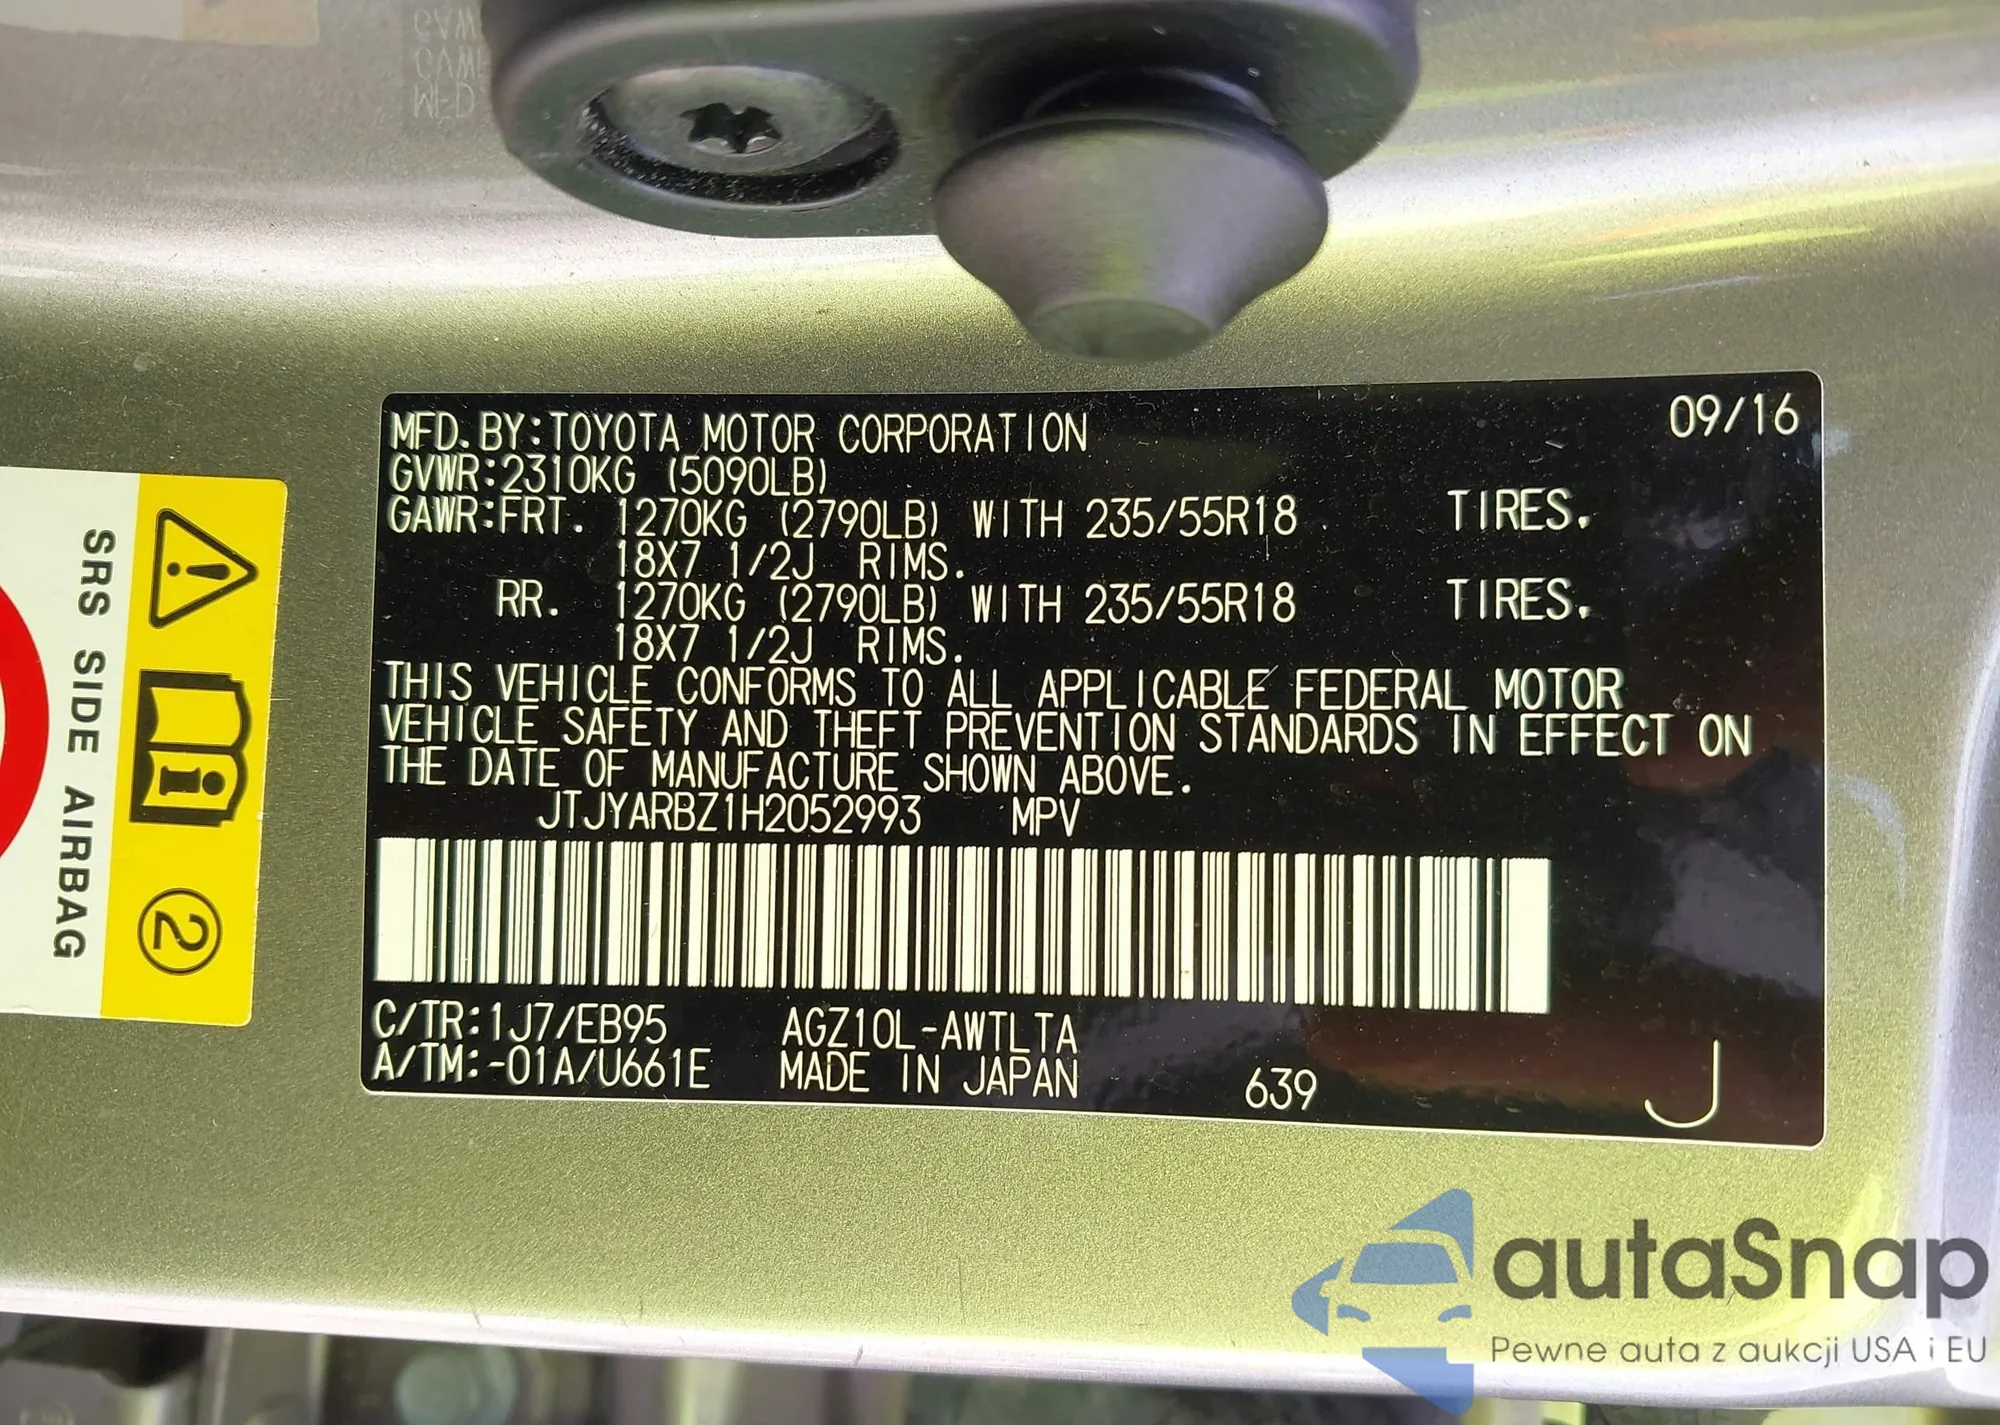 MFD.BY:TOYOTA MOTOR CORPORATION 09/16
GVWR:2310KG (5090LB)
GAWR:FRT. 1270KG (2790LB) WITH 235/55R18 TIRES.
18X7 1/2J RIMS.
RR. 1270KG (2790LB) WITH 235/55R18 TIRES.
18X7 1/2J RIMS.
THIS VEHICLE CONFORMS TO ALL APPLICABLE FEDERAL MOTOR
VEHICLE SAFETY AND THEFT PREVENTION STANDARDS IN EFFECT ON
THE DATE OF MANUFACTURE SHOWN ABOVE.
JTJYARBZ1H2052993 MPV
C/TR:1J7/EB95 AGZ10L-AWTLTA
A/TM:-01A/U661E MADE IN JAPAN 639 J
SRS SIDE AIRBAG
2
autaSnap
Pewne auta z aukcji USA i EU